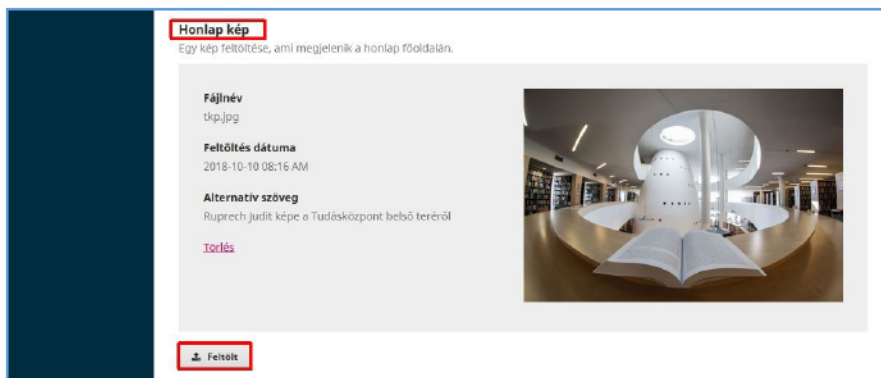 Honlap kép
Egy kép feltöltése, ami megjelenik a honlap főoldalán.
Fájlnév
tkp.jpg
Feltöltés dátuma
2018-10-10 08:16 AM
Alternatív szöveg
Ruprech Judit képe a Tudásközpont belső teréről
Törlés
Feltölt